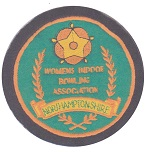 WOMENS INDOOR
BOWLING
ASSOCIATION
NORTHAMPTONSHIRE